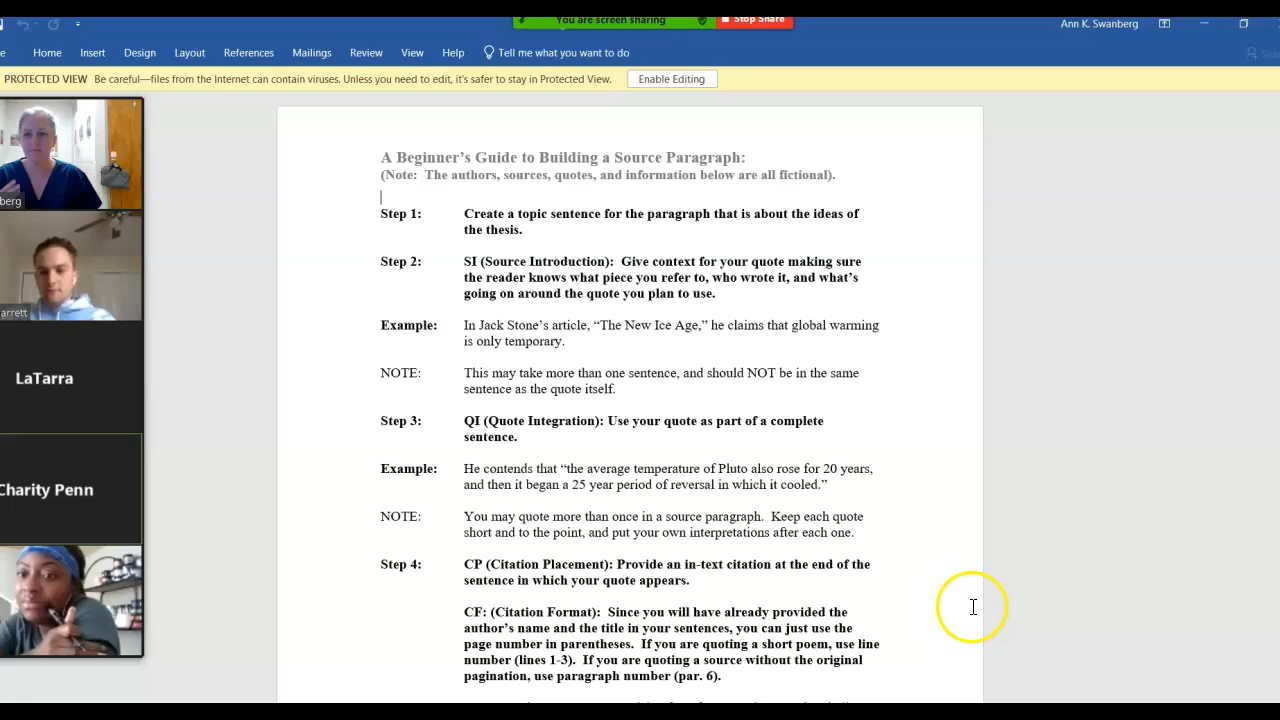 You are screen sharing
Stop Share
Ann K. Swanberg
Home Insert Design Layout References Mailings Review View Help Tell me what you want to do
PROTECTED VIEW Be careful—files from the Internet can contain viruses. Unless you need to edit, it's safer to stay in Protected View. Enable Editing
berg
arrett
LaTarra
Charity Penn
A Beginner's Guide to Building a Source Paragraph:
(Note: The authors, sources, quotes, and information below are all fictional).
Step 1: Create a topic sentence for the paragraph that is about the ideas of
the thesis.
Step 2: SI (Source Introduction): Give context for your quote making sure
the reader knows what piece you refer to, who wrote it, and what's
going on around the quote you plan to use.
Example: In Jack Stone's article, “The New Ice Age,” he claims that global warming
is only temporary.
NOTE: This may take more than one sentence, and should NOT be in the same
sentence as the quote itself.
Step 3: QI (Quote Integration): Use your quote as part of a complete
sentence.
Example: He contends that “the average temperature of Pluto also rose for 20 years,
and then it began a 25 year period of reversal in which it cooled.”
NOTE: You may quote more than once in a source paragraph. Keep each quote
short and to the point, and put your own interpretations after each one.
Step 4: CP (Citation Placement): Provide an in-text citation at the end of the
sentence in which your quote appears.
CF: (Citation Format): Since you will have already provided the
author's name and the title in your sentences, you can just use the
page number in parentheses. If you are quoting a short poem, use line
number (lines 1-3). If you are quoting a source without the original
pagination, use paragraph number (par. 6).